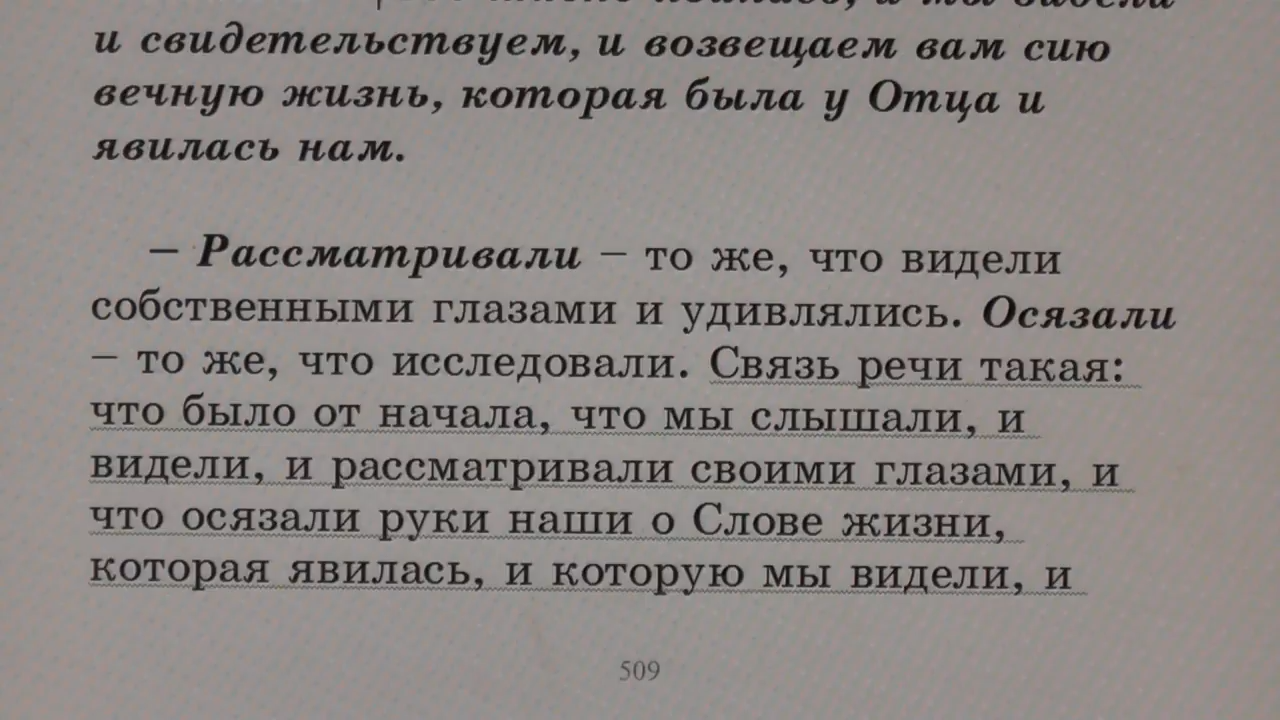 и свидетельствуем, и возвещаем вам сию
вечную жизнь, которая была у Отца и
явилась нам.
– Рассматривали – то же, что видели
собственными глазами и удивлялись. Осязали
– то же, что исследовали. Связь речи такая:
что было от начала, что мы слышали, и
видели, и рассматривали своими глазами, и
что осязали руки наши о Слове жизни,
которая явилась, и которую мы видели, и
509